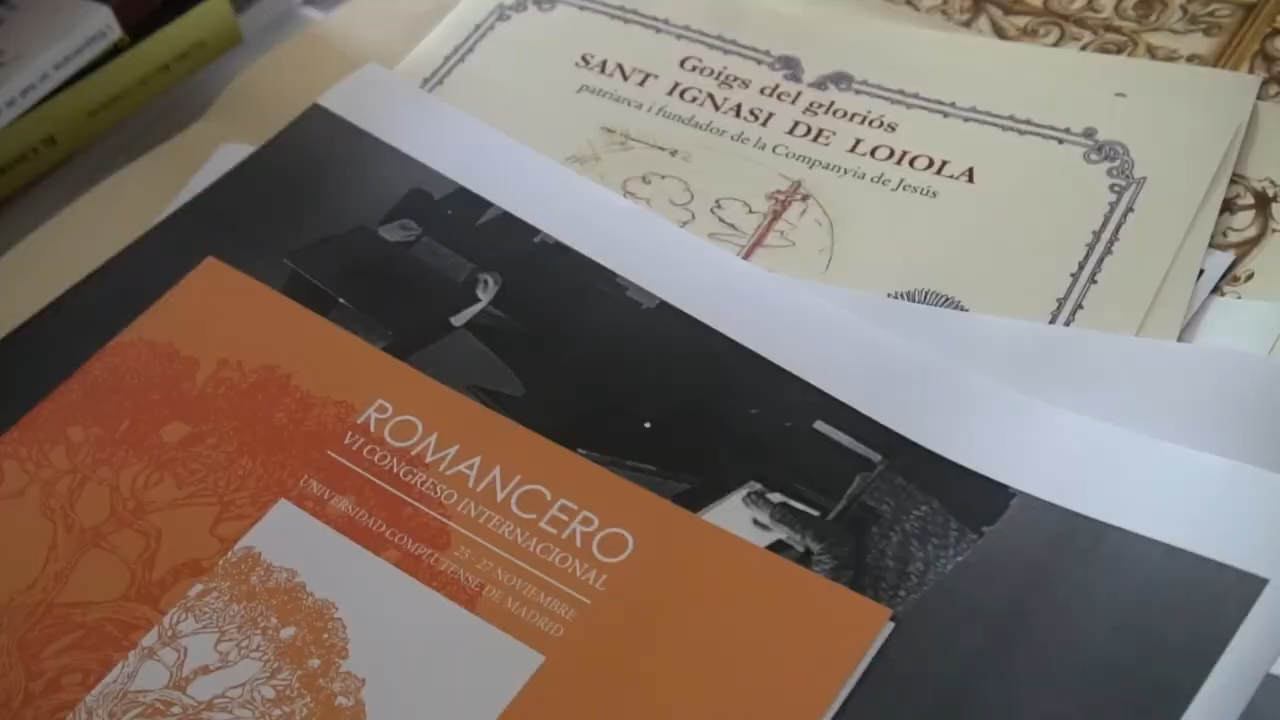 Goigs del gloriós
SANT IGNASI DE LOIOLA
patriarca i fundador de la Companyia de Jesús
ROMANCERO
VI CONGRESO INTERNACIONAL
25 - 27 NOVIEMBRE
UNIVERSIDAD COMPLUTENSE DE MADRID